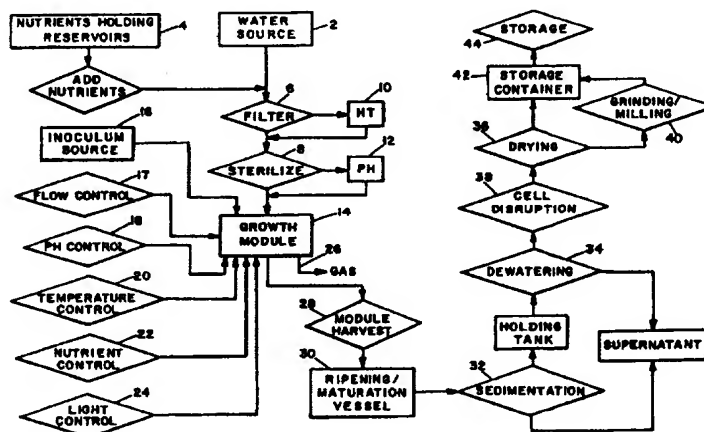 NUTRIENTS HOLDING
RESERVOIRS
4
WATER
SOURCE
2
ADD
NUTRIENTS
6
FILTER
10
HT
16
INOCULUM
SOURCE
8
STERILIZE
12
PH
17
FLOW CONTROL
14
GROWTH
MODULE
18
PH CONTROL
26
GAS
20
TEMPERATURE
CONTROL
28
MODULE
HARVEST
22
NUTRIENT
CONTROL
30
RIPENING/
MATURATION
VESSEL
24
LIGHT
CONTROL
44
STORAGE
42
STORAGE
CONTAINER
GRINDING/
MILLING
40
36
DRYING
38
CELL
DISRUPTION
34
DEWATERING
HOLDING
TANK
SUPERNATANT
32
SEDIMENTATION